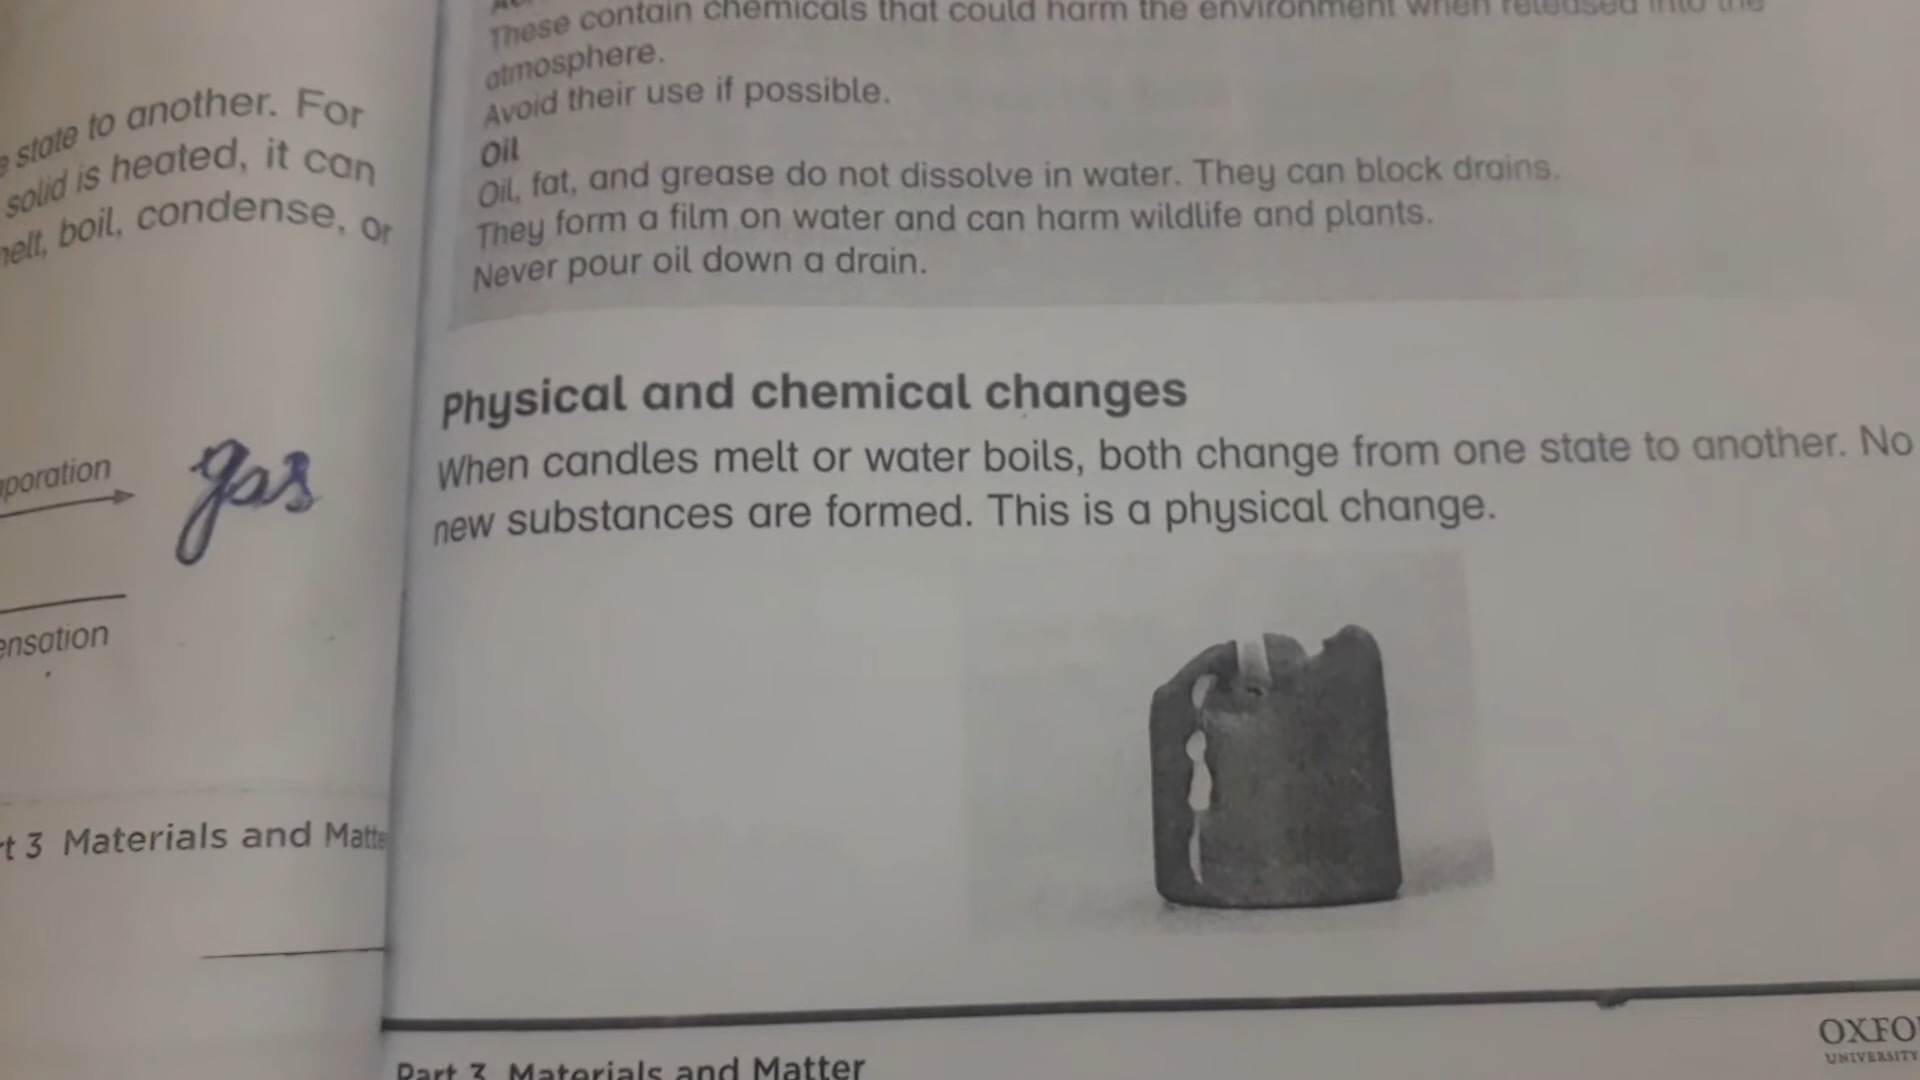 state to another. For
solid is heated, it can
melt, boil, condense, or
poration
gas
ensation
t 3 Materials and Matte
These contain chemicals that could harm the environment when released into the
atmosphere.
Avoid their use if possible.
Oil
Oil, fat, and grease do not dissolve in water. They can block drains.
They form a film on water and can harm wildlife and plants.
Never pour oil down a drain.
Physical and chemical changes
When candles melt or water boils, both change from one state to another. No
new substances are formed. This is a physical change.
Part 3 Materials and Matter
OXFO
UNIVERSITY